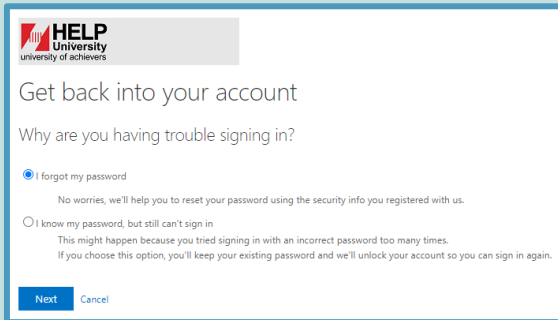 HELP
University
university of achievers
Get back into your account
Why are you having trouble signing in?
I forgot my password
No worries, we'll help you to reset your password using the security info you registered with us.
I know my password, but still can't sign in
This might happen because you tried signing in with an incorrect password too many times.
If you choose this option, you'll keep your existing password and we'll unlock your account so you can sign in again.
Next Cancel